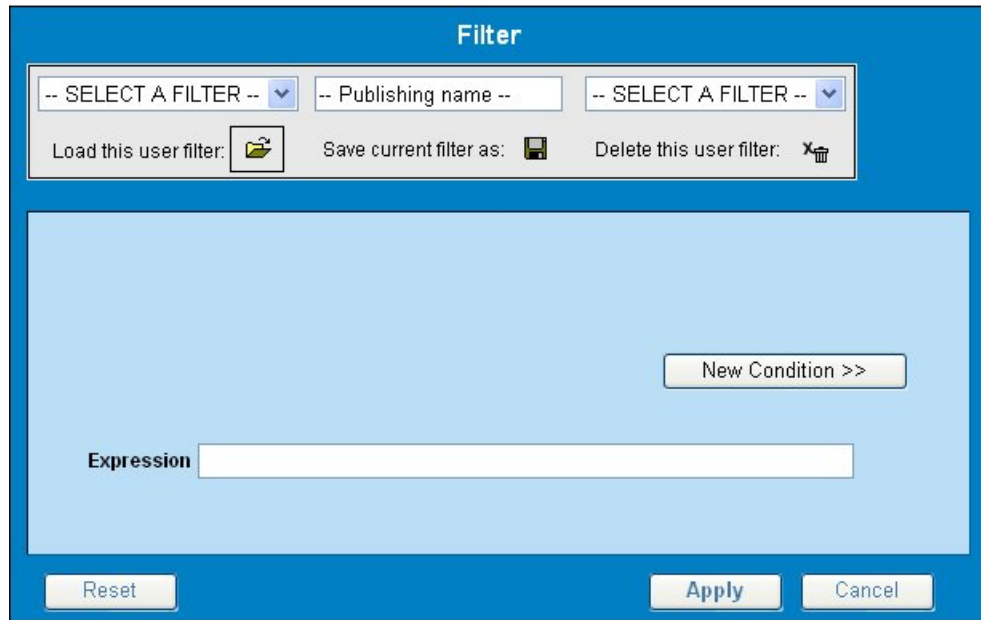 Filter
-- SELECT A FILTER -- -- Publishing name -- -- SELECT A FILTER --
Load this user filter: Save current filter as: Delete this user filter: X
New Condition >>
Expression
Reset Apply Cancel